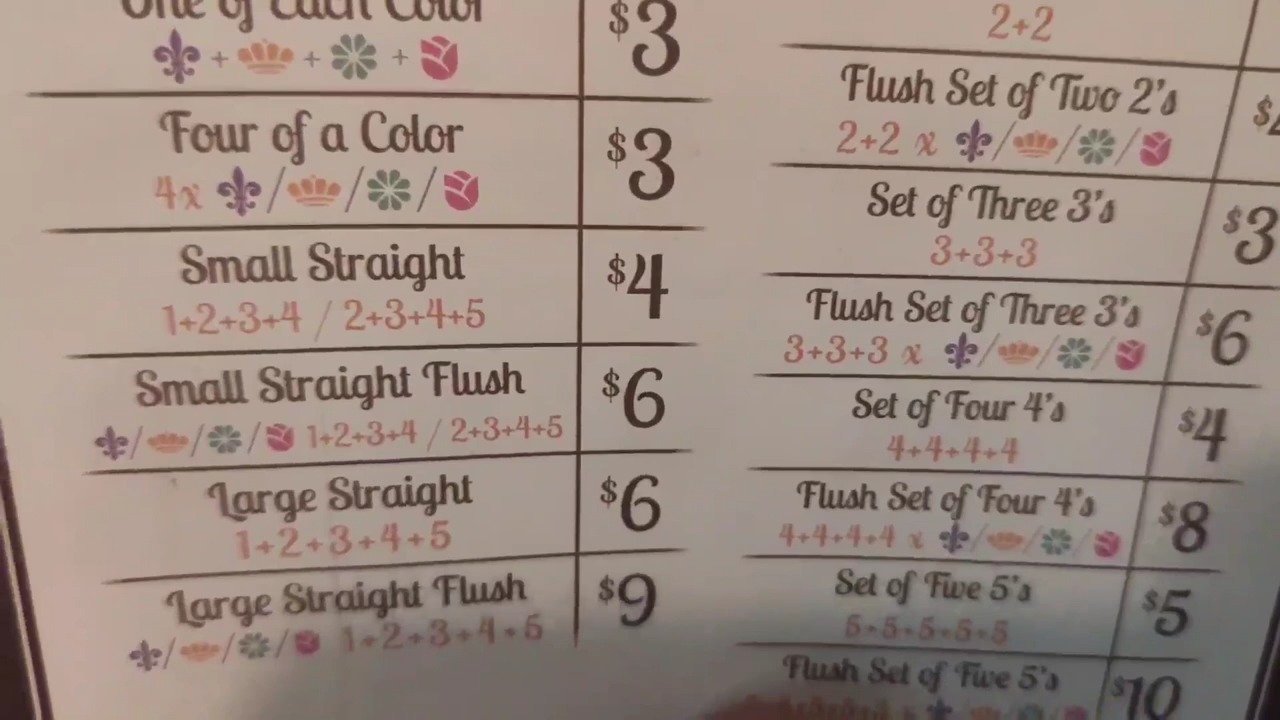 One of Each Color
$3
+ + +
Four of a Color
$3
4x / / /
Small Straight
$4
1+2+3+4 / 2+3+4+5
Small Straight Flush
$6
/ / / 1+2+3+4 / 2+3+4+5
Large Straight
$6
1+2+3+4+5
Large Straight Flush
$9
/ / / 1+2+3+4+5
2+2
Flush Set of Two 2's
2+2 x / / /
Set of Three 3's
$3
3+3+3
Flush Set of Three 3's
$6
3+3+3 x / / /
Set of Four 4's
$4
4+4+4+4
Flush Set of Four 4's
$8
4+4+4+4 x / / /
Set of Five 5's
$5
5+5+5+5+5
Flush Set of Five 5's
$10